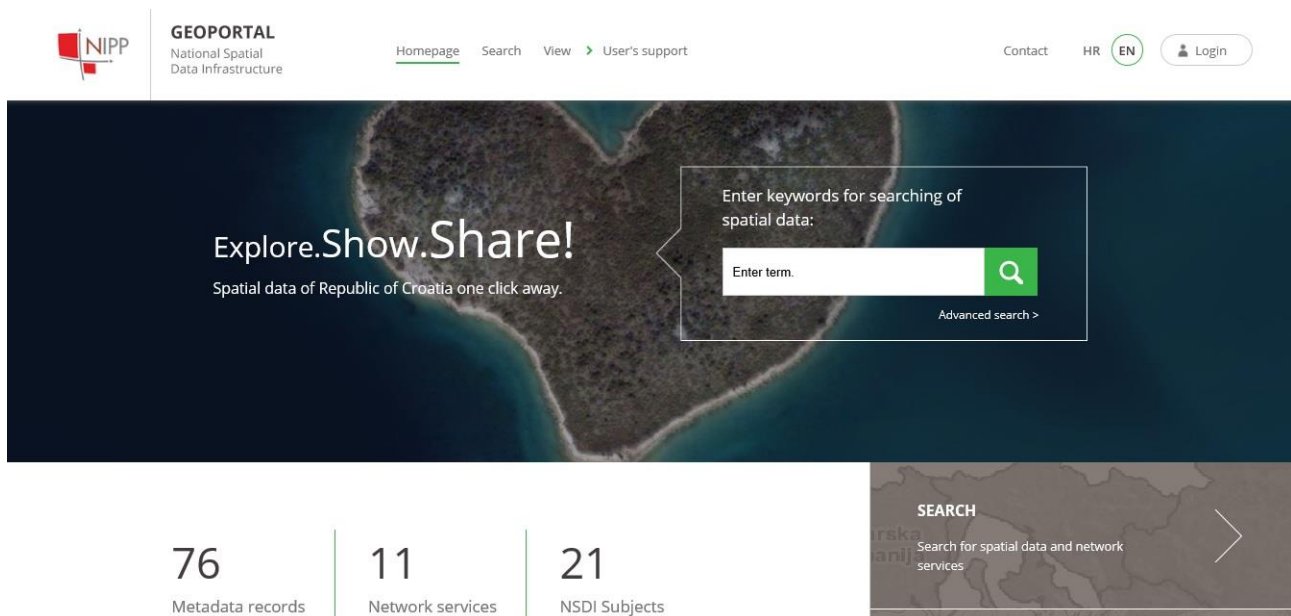 NIPP
GEOPORTAL
National Spatial
Data Infrastructure
Homepage Search View User's support
Contact HR EN Login
Explore.Show.Share!
Spatial data of Republic of Croatia one click away.
Enter keywords for searching of
spatial data:
Enter term.
Advanced search >
76
Metadata records
11
Network services
21
NSDI Subjects
SEARCH
Search for spatial data and network
services